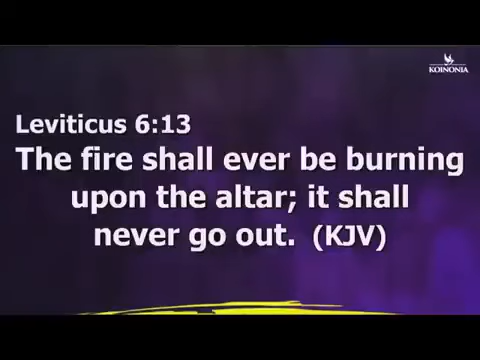 KOINONIA
Leviticus 6:13
The fire shall ever be burning
upon the altar; it shall
never go out. (KJV)